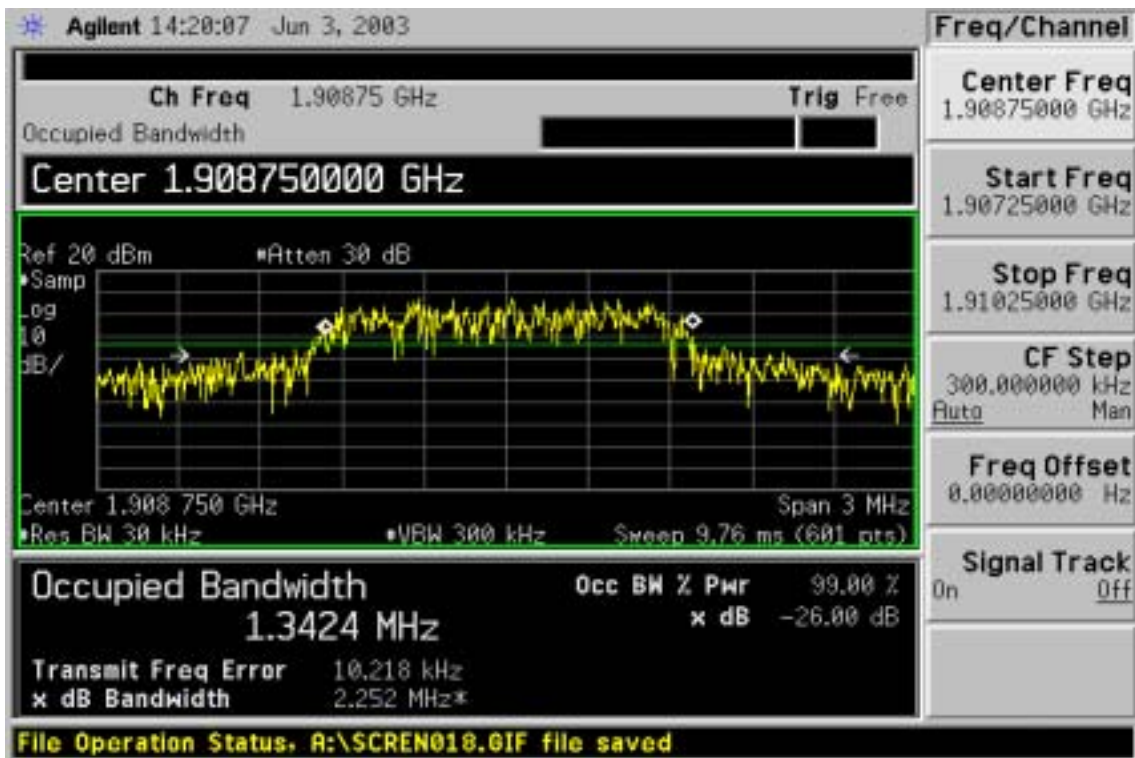 Agilent 14:20:07 Jun 3, 2003
Freq/Channel
Ch Freq 1.90875 GHz Trig Free
Occupied Bandwidth
Center 1.908750000 GHz
Ref 20 dBm #Atten 30 dB
#Samp
Log
10
dB/
Center 1.908 750 GHz Span 3 MHz
#Res BW 30 kHz #VBW 300 kHz Sweep 9.76 ms (601 pts)
Occupied Bandwidth
1.3424 MHz
Occ BW % Pwr 99.00 %
x dB -26.00 dB
Transmit Freq Error 10.218 kHz
x dB Bandwidth 2.252 MHz*
File Operation Status, A:\SCREN018.GIF file saved
Center Freq
1.90875000 GHz
Start Freq
1.90725000 GHz
Stop Freq
1.91025000 GHz
CF Step
300.000000 kHz
Auto Man
Freq Offset
0.00000000 Hz
Signal Track
On Off